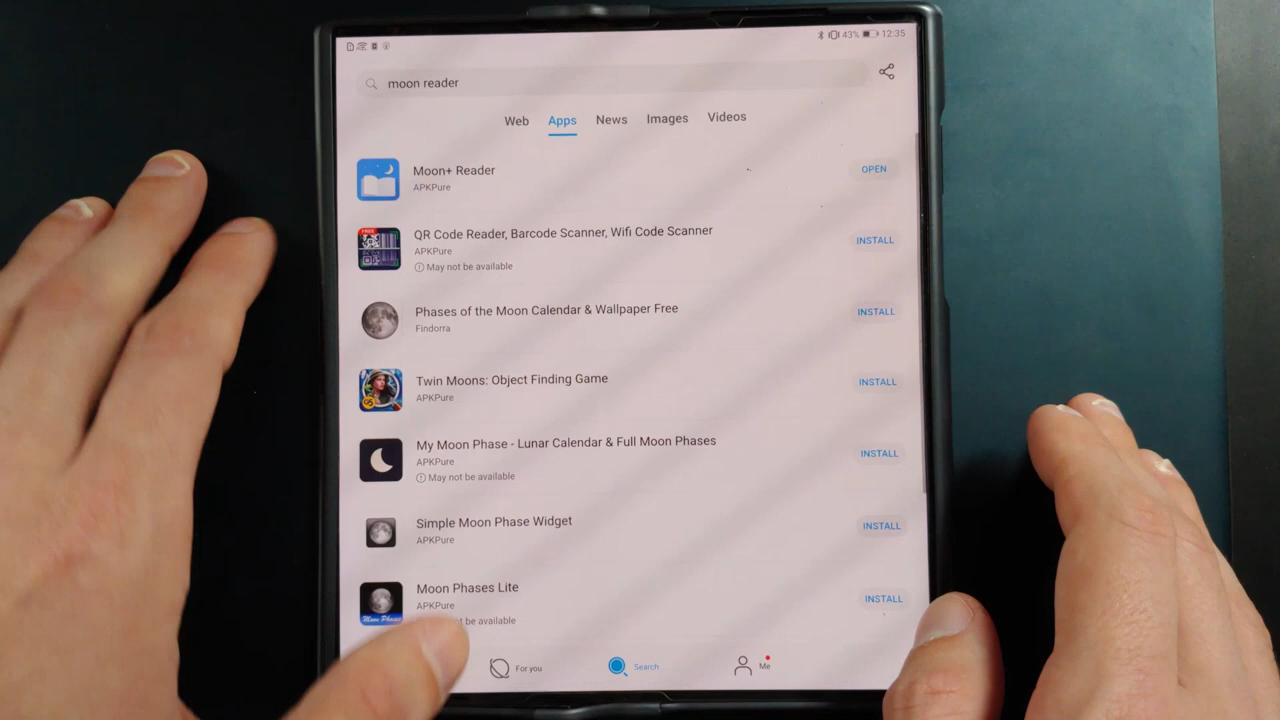 43% 12:35
moon reader
Web Apps News Images Videos
Moon+ Reader
APKPure
OPEN
FREE
QR Code Reader, Barcode Scanner, Wifi Code Scanner
APKPure
May not be available
INSTALL
Phases of the Moon Calendar & Wallpaper Free
Findorra
INSTALL
Twin Moons: Object Finding Game
APKPure
INSTALL
My Moon Phase - Lunar Calendar & Full Moon Phases
APKPure
May not be available
INSTALL
Simple Moon Phase Widget
APKPure
INSTALL
Moon Phases Lite
APKPure
Moon Phases
be available
INSTALL
For you Search Me